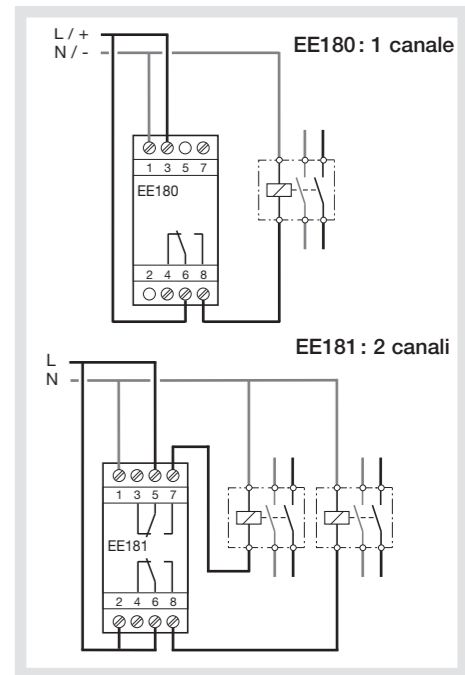 L / +
N / -
EE180 : 1 canale
1 3 5 7
EE180
2 4 6 8
EE181 : 2 canali
L
N
1 3 5 7
EE181
2 4 6 8